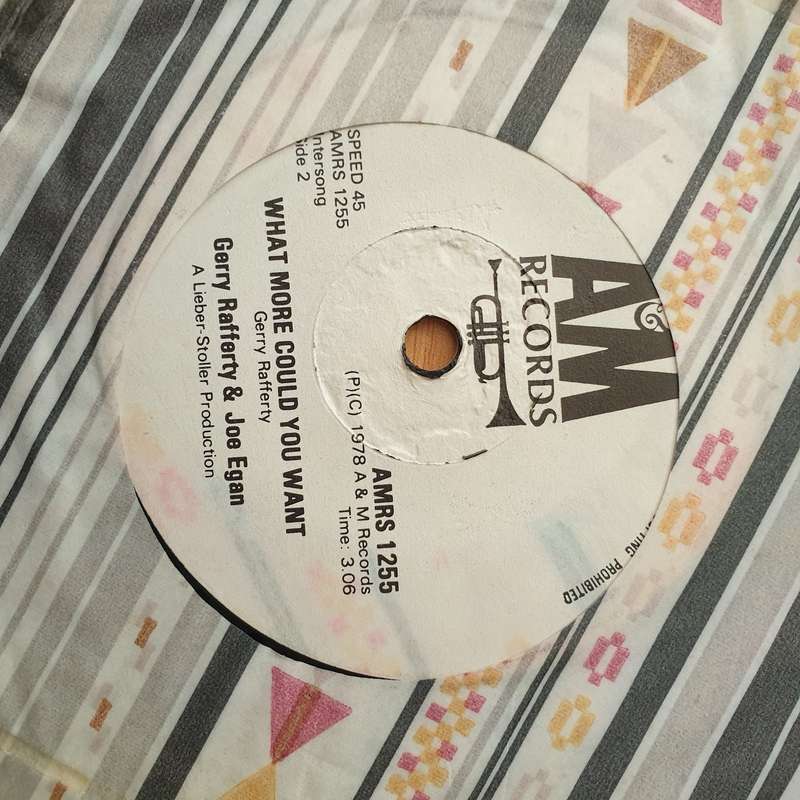 A&M
RECORDS
SPEED 45
AMRS 1255
Intersong
Side 2
AMRS 1255
(P)(C) 1978 A & M Records
Time: 3.06
WHAT MORE COULD YOU WANT
Gerry Rafferty
Gerry Rafferty & Joe Egan
A Lieber-Stoller Production
PROHIBITED